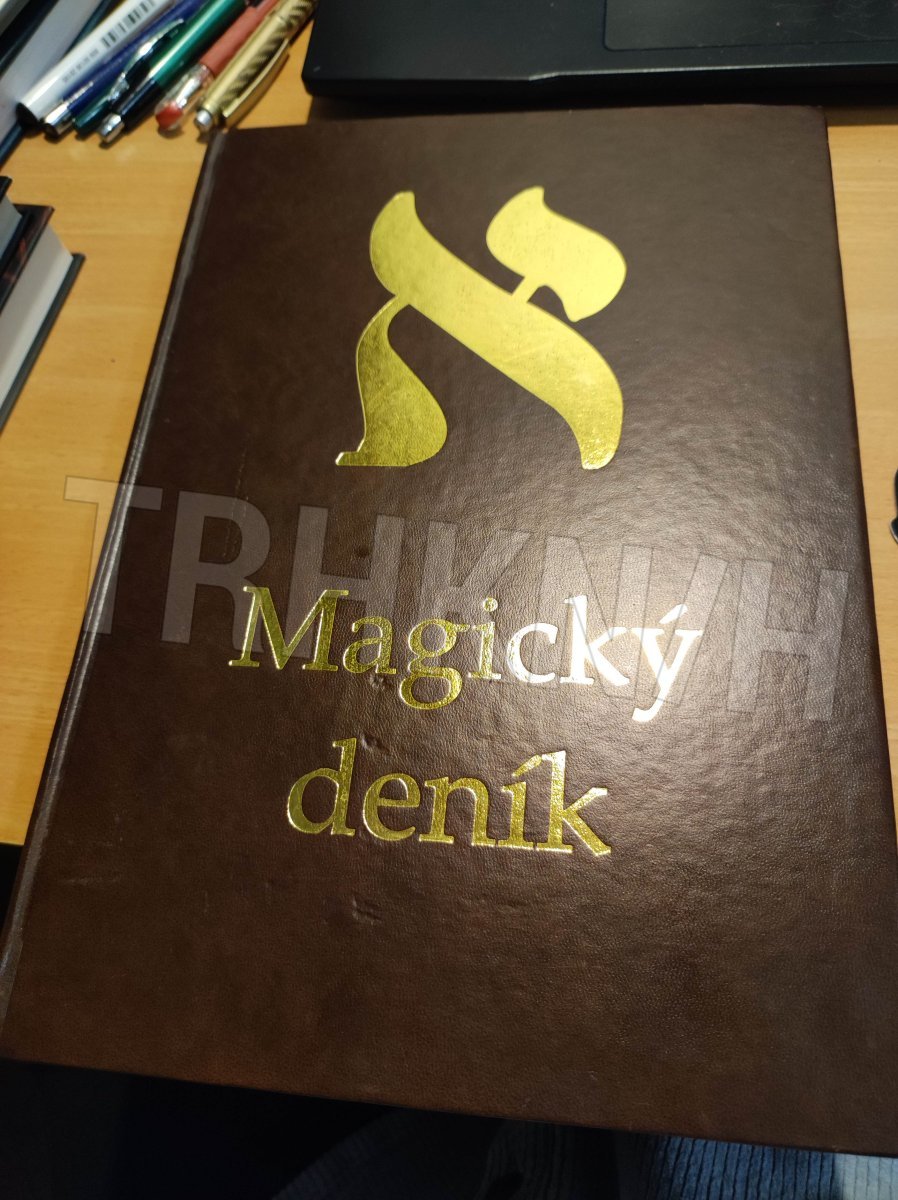 א
Magický
deník
TRHKNIH